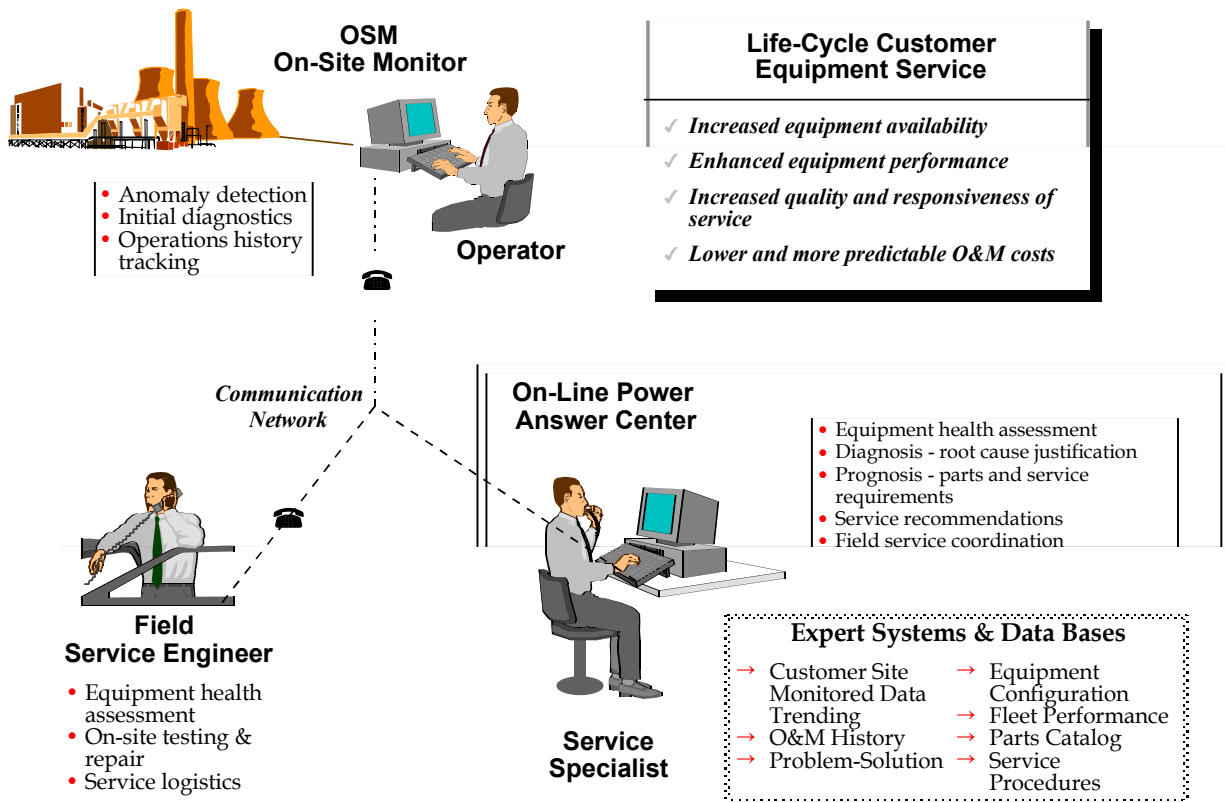 OSM
On-Site Monitor
Life-Cycle Customer
Equipment Service
✓ Increased equipment availability
✓ Enhanced equipment performance
✓ Increased quality and responsiveness of
service
✓ Lower and more predictable O&M costs
• Anomaly detection
• Initial diagnostics
• Operations history
tracking
Operator
Communication
Network
On-Line Power
Answer Center
• Equipment health assessment
• Diagnosis - root cause justification
• Prognosis - parts and service
requirements
• Service recommendations
• Field service coordination
Field
Service Engineer
• Equipment health
assessment
• On-site testing &
repair
• Service logistics
Service
Specialist
Expert Systems & Data Bases
→ Customer Site
Monitored Data
Trending
→ O&M History
→ Problem-Solution
→ Equipment
Configuration
→ Fleet Performance
→ Parts Catalog
→ Service
Procedures